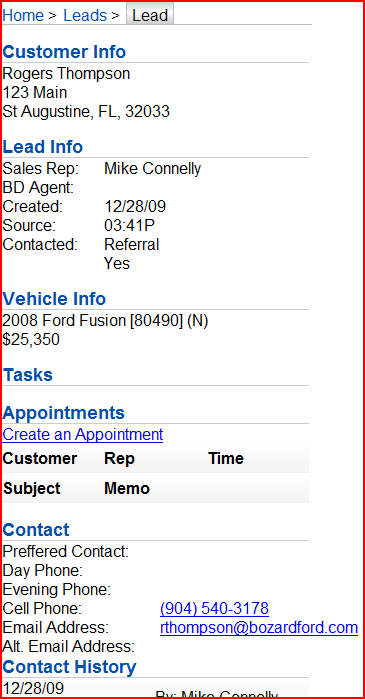 Home > Leads > Lead
Customer Info
Rogers Thompson
123 Main
St Augustine, FL, 32033
Lead Info
Sales Rep: Mike Connelly
BD Agent:
Created: 12/28/09
Source: 03:41P
Contacted: Referral
Yes
Vehicle Info
2008 Ford Fusion [80490] (N)
$25,350
Tasks
Appointments
Create an Appointment
Customer Rep Time
Subject Memo
Contact
Preffered Contact:
Day Phone:
Evening Phone:
Cell Phone: (904) 540-3178
Email Address: rthompson@bozardford.com
Alt. Email Address:
Contact History
12/28/09
By: Mike Connelly